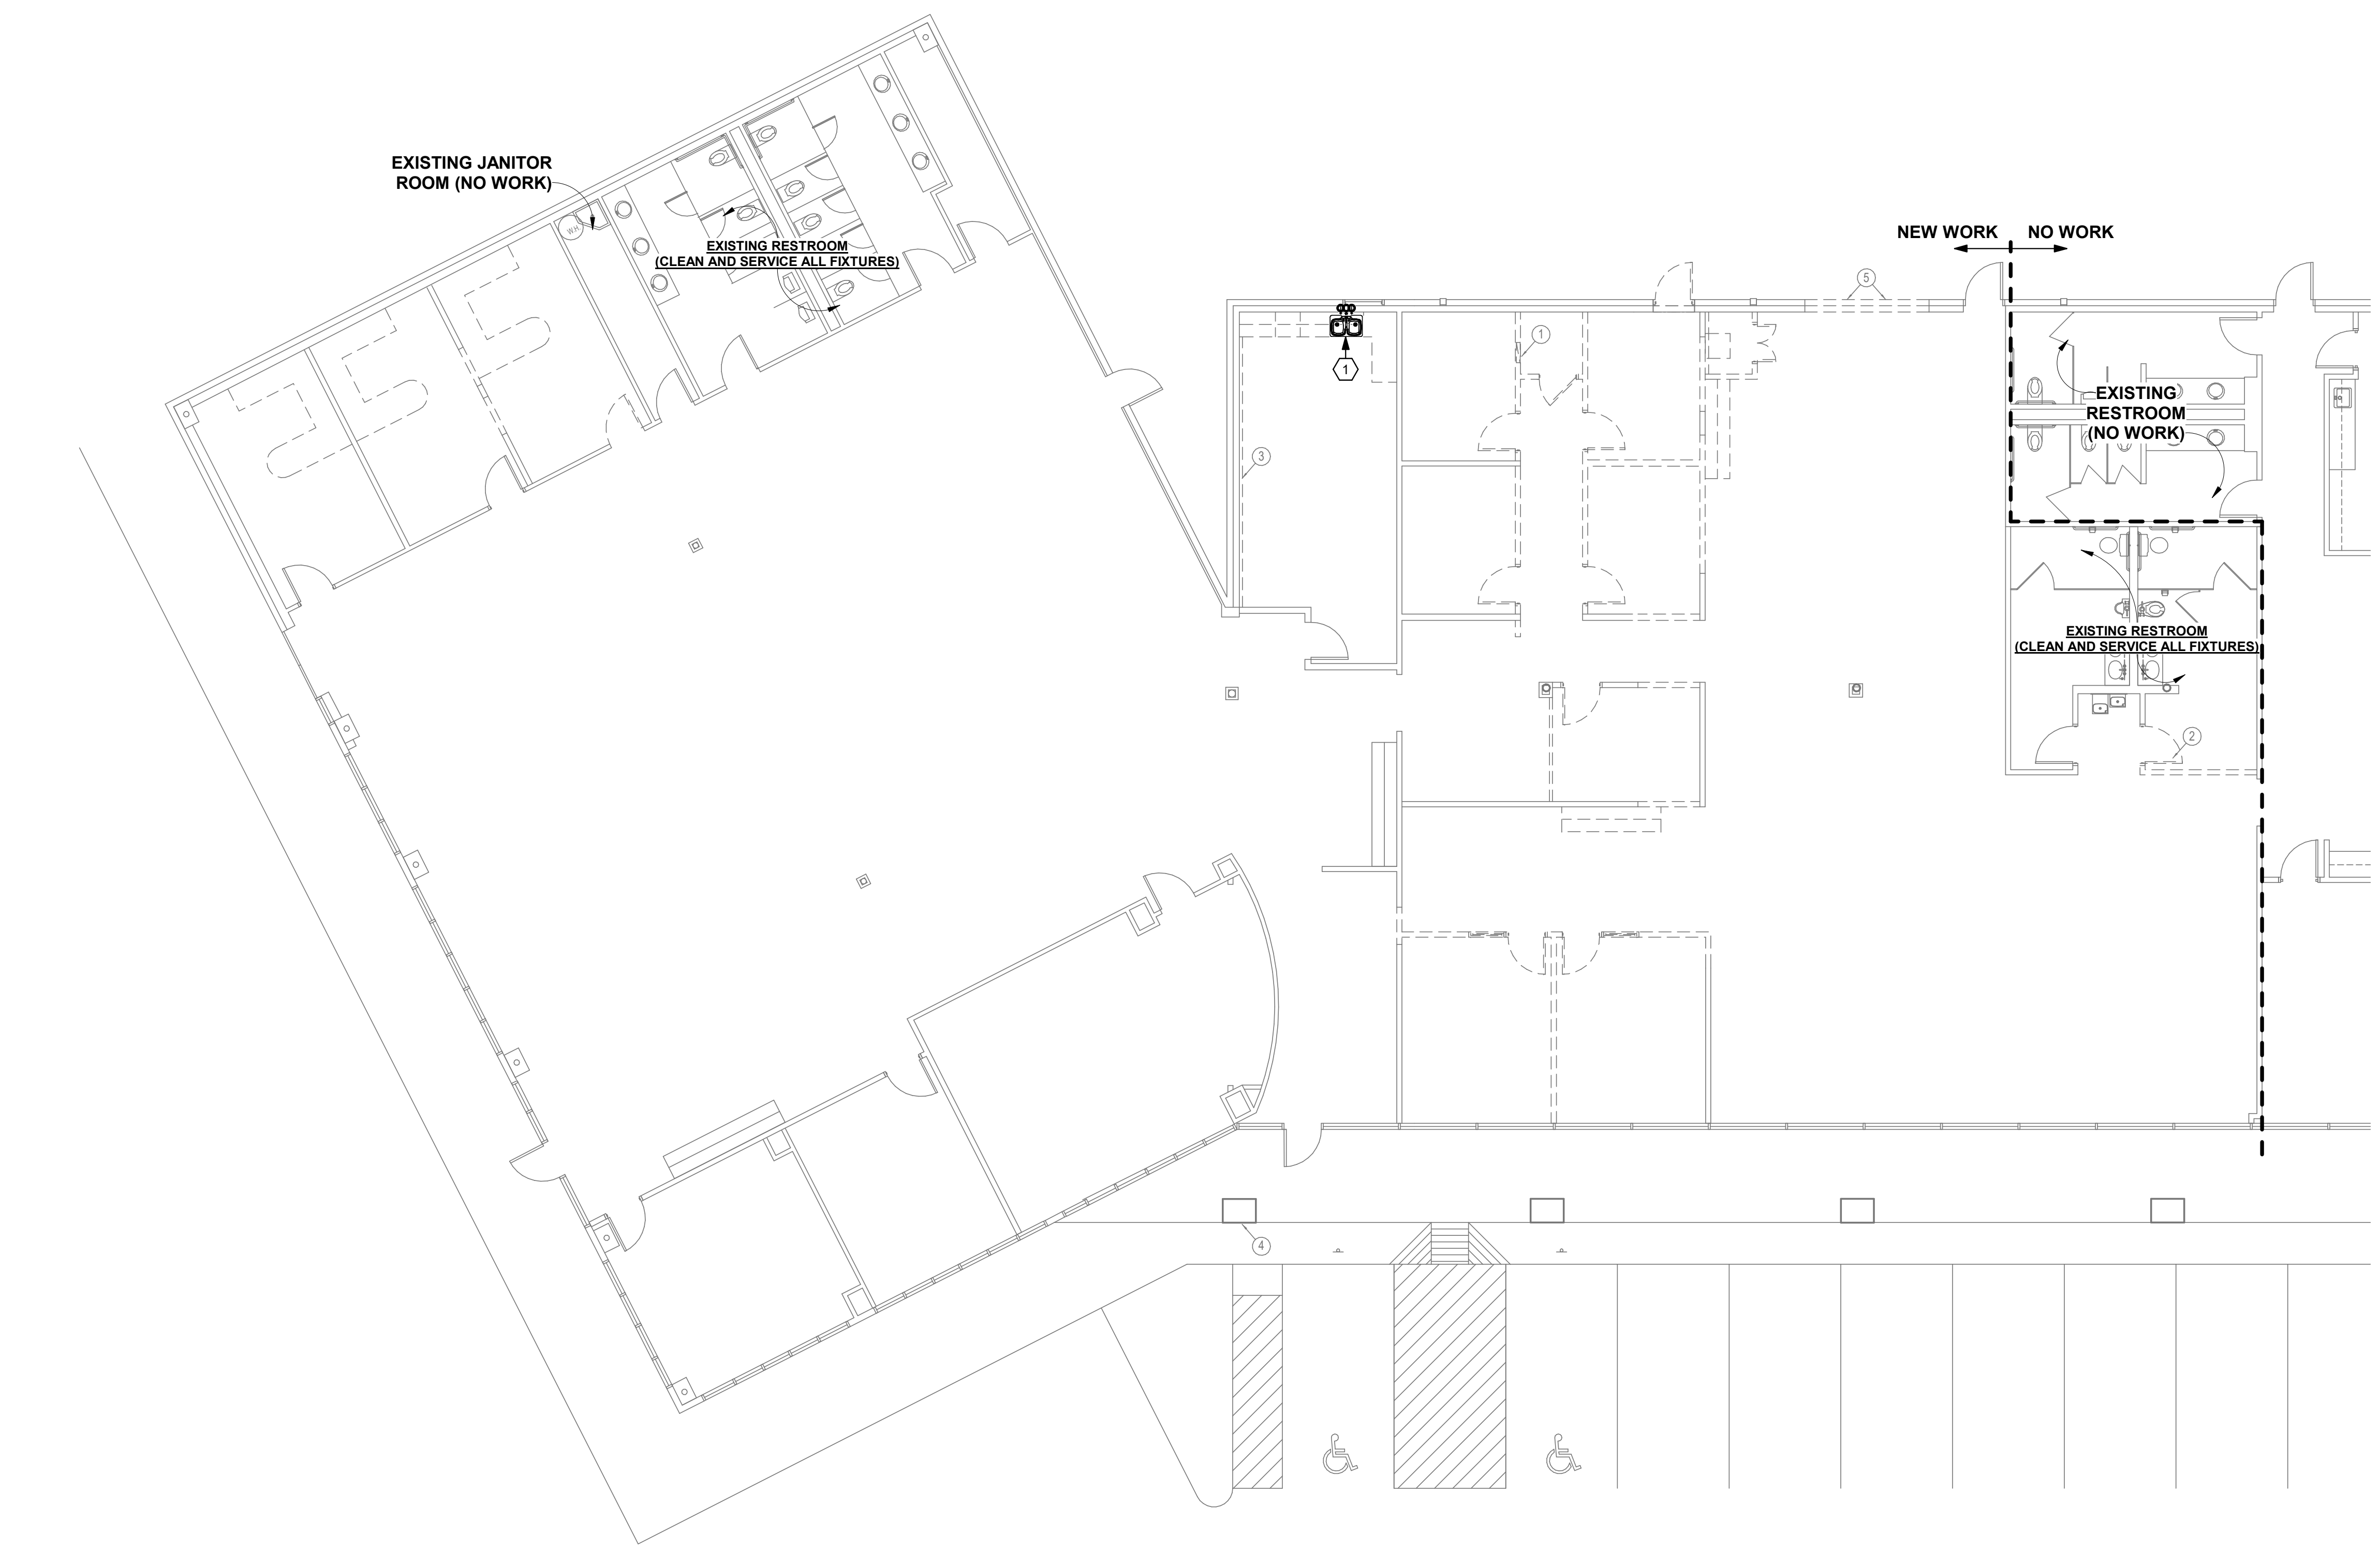 EXISTING JANITOR
ROOM (NO WORK)
W.H.
EXISTING RESTROOM
(CLEAN AND SERVICE ALL FIXTURES)
NEW WORK
NO WORK
5
1
1
EXISTING
RESTROOM
(NO WORK)
3
EXISTING RESTROOM
(CLEAN AND SERVICE ALL FIXTURES)
2
4